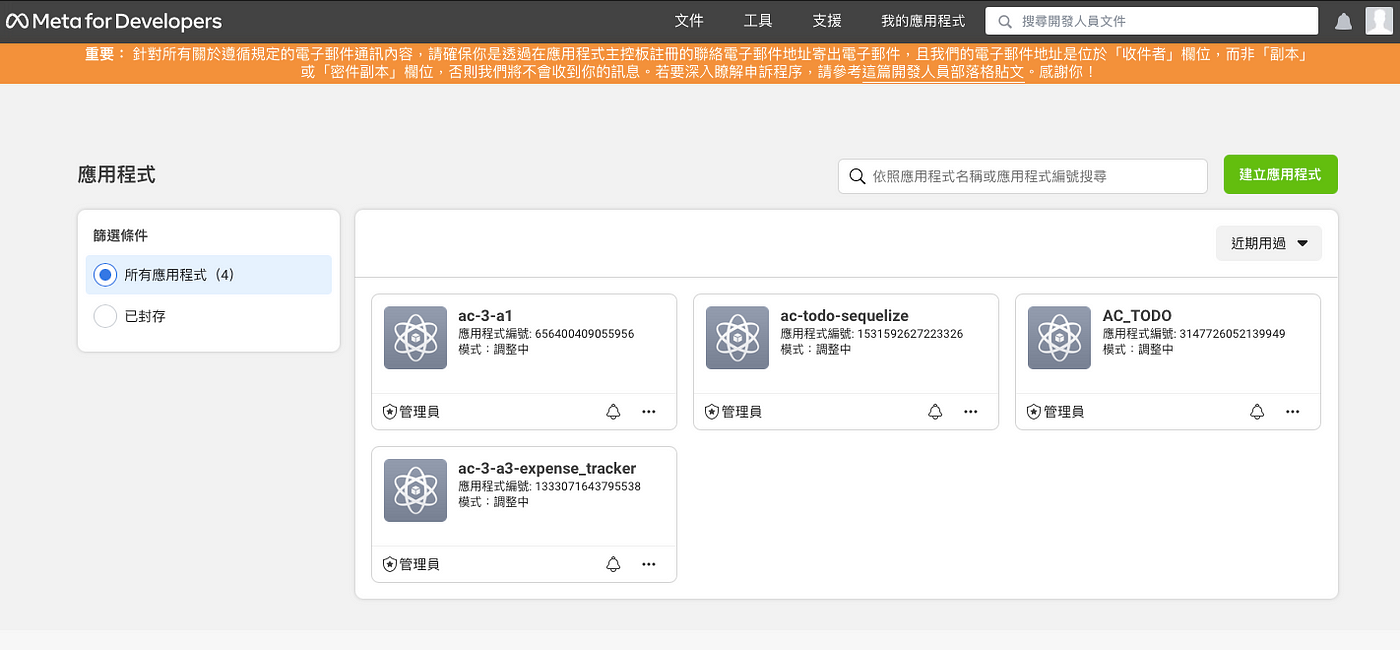 Meta for Developers
文件
工具
支援
我的應用程式
搜尋開發人員文件
重要： 針對所有關於遵循規定的電子郵件通訊內容，請確保你是透過在應用程式主控板註冊的聯絡電子郵件地址寄出電子郵件，且我們的電子郵件地址是位於「收件者」欄位，而非「副本」
或「密件副本」欄位，否則我們將不會收到你的訊息。若要深入瞭解申訴程序，請參考這篇開發人員部落格貼文。感謝你！
應用程式
依照應用程式名稱或應用程式編號搜尋
建立應用程式
篩選條件
所有應用程式（4）
已封存
近期用過
ac-3-a1
應用程式編號: 656400409055956
模式：調整中
管理員
ac-todo-sequelize
應用程式編號: 1531592627223326
模式：調整中
管理員
AC_TODO
應用程式編號: 3147726052139949
模式：調整中
管理員
ac-3-a3-expense_tracker
應用程式編號: 1333071643795538
模式：調整中
管理員